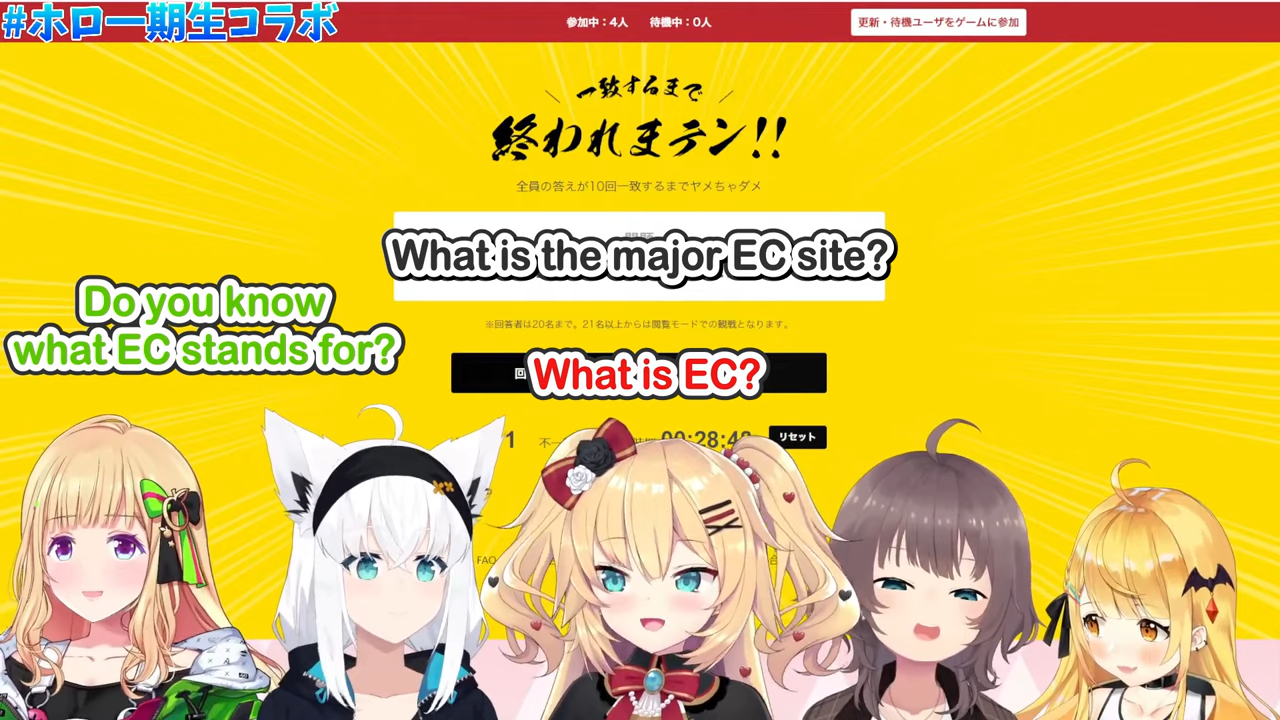 #ホロ一期生コラボ
参加中：4人 待機中：0人
更新・待機ユーザをゲームに参加
一致するまで
終われまテン!!
全員の答えが10回一致するまでヤメちゃダメ
What is the major EC site?
Do you know
what EC stands for?
※回答者は20名まで。21名以上からは閲覧モードでの観戦となります。
What is EC?
リセット
FAQ